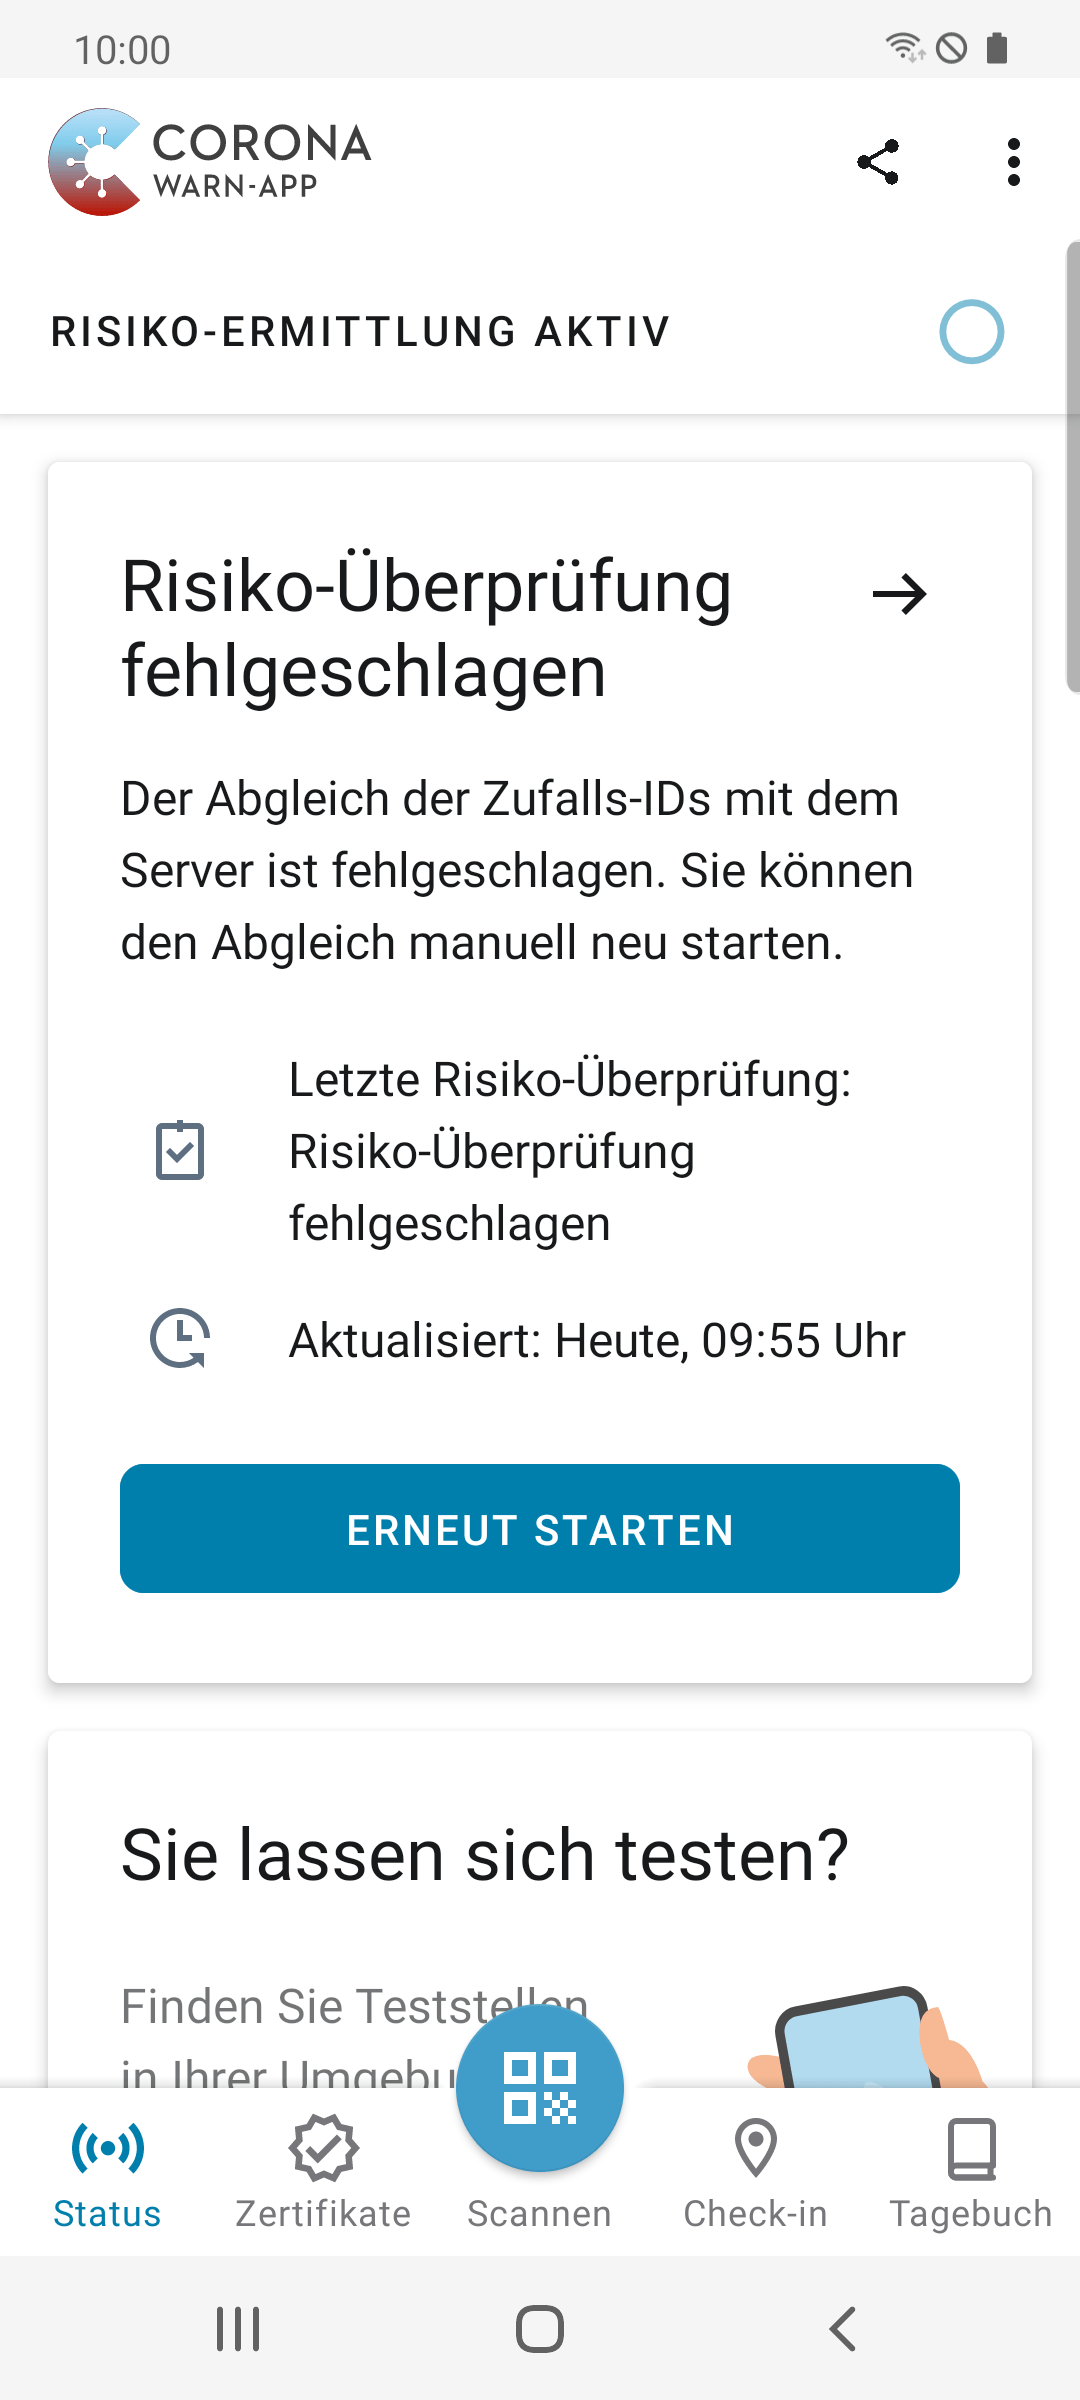 10:00
CORONA
WARN-APP
RISIKO-ERMITTLUNG AKTIV
Risiko-Überprüfung
fehlgeschlagen
Der Abgleich der Zufalls-IDs mit dem
Server ist fehlgeschlagen. Sie können
den Abgleich manuell neu starten.
Letzte Risiko-Überprüfung:
Risiko-Überprüfung
fehlgeschlagen
Aktualisiert: Heute, 09:55 Uhr
ERNEUT STARTEN
Sie lassen sich testen?
Finden Sie Teststellen
in Ihrer
Status
Zertifikate
Scannen
Check-in
Tagebuch